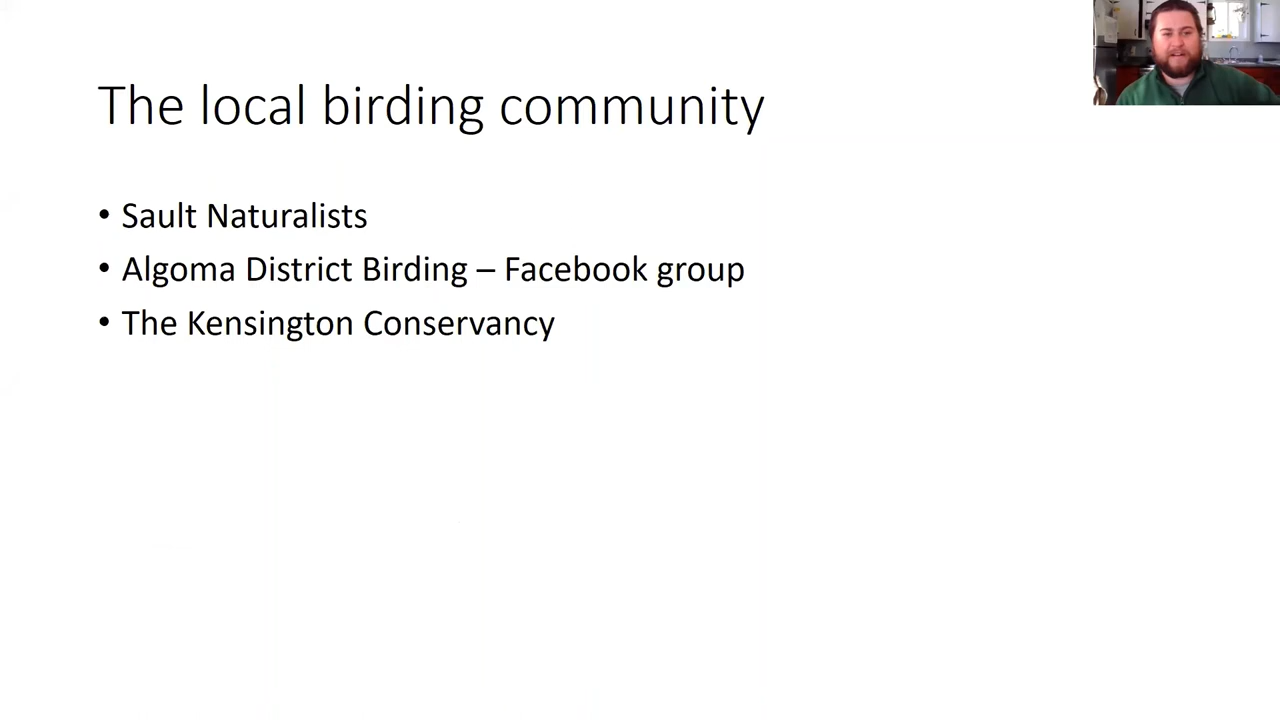 The local birding community
• Sault Naturalists
• Algoma District Birding – Facebook group
• The Kensington Conservancy